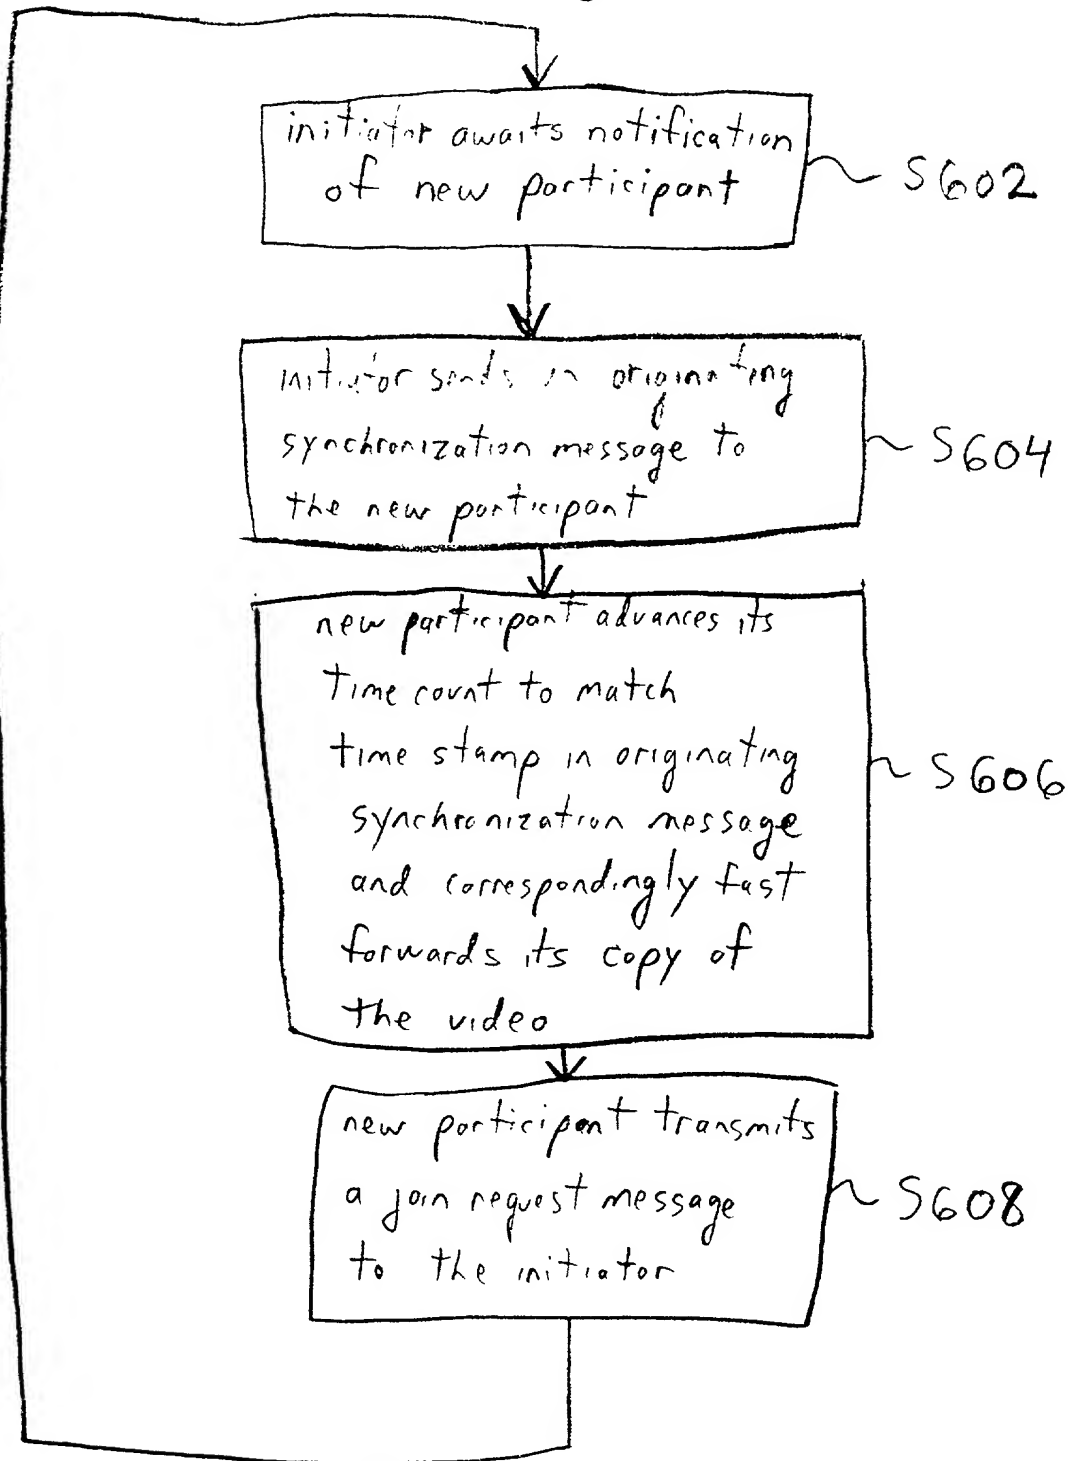 initiator awaits notification
of new participant
S602
initiator sends an originating
synchronization message to
the new participant
S604
new participant advances its
time count to match
time stamp in originating
synchronization message
and correspondingly fast
forwards its copy of
the video
S606
new participant transmits
a join request message
to the initiator
S608